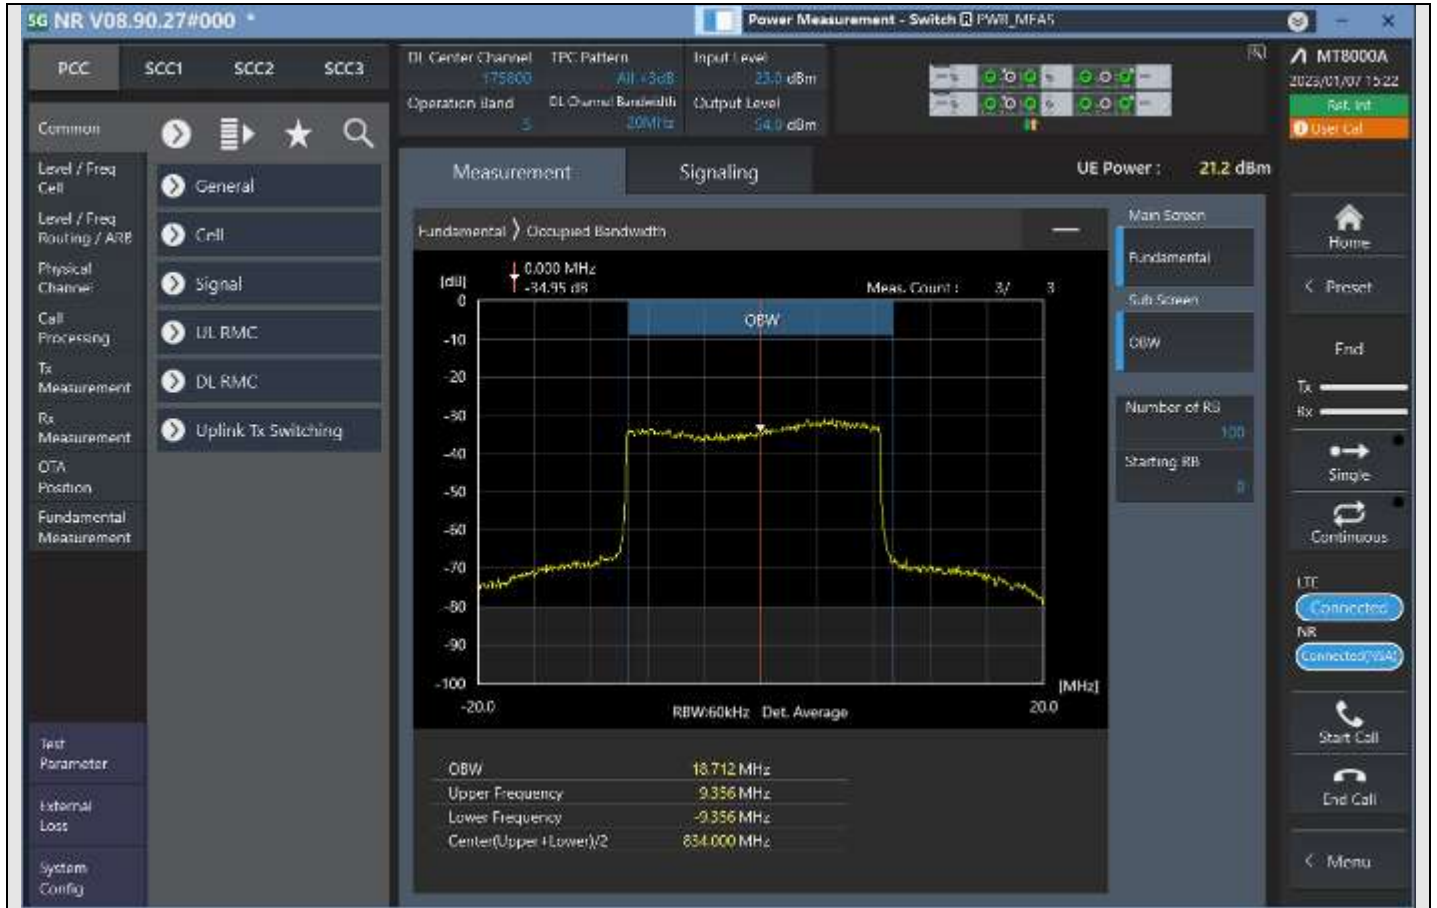 5G NR V08.90.27#000 *
Power Measurement - Switch PWR_MEAS
PCC SCC1 SCC2 SCC3
DL Center Channel TPC Pattern Input Level
175800 All +3dB 23.0 dBm
Operation Band DL Channel Bandwidth Output Level
5 20MHz 54.0 dBm
MT8000A
2023/01/07 15:22
Ref. Int
User Cal
Common
Level / Freq
Cell
Level / Freq
Routing / ARB
Physical
Channel
Call
Processing
Tx
Measurement
Rx
Measurement
OTA
Position
Fundamental
Measurement
Test
Parameter
External
Loss
System
Config
General
Cell
Signal
UL RMC
DL RMC
Uplink Tx Switching
Measurement Signaling
UE Power : 21.2 dBm
Fundamental Occupied Bandwidth
[dB]
0.000 MHz
-34.95 dB
Meas. Count : 3/ 3
OBW
0
-10
-20
-30
-40
-50
-60
-70
-80
-90
-100
[MHz]
-20.0 20.0
RBW:60kHz Det. Average
OBW 18.712 MHz
Upper Frequency 9.356 MHz
Lower Frequency -9.356 MHz
Center(Upper+Lower)/2 834.000 MHz
Main Screen
Fundamental
Sub Screen
OBW
Number of RB
100
Starting RB
0
Home
Preset
End
Tx
Rx
Single
Continuous
LTE
Connected
NR
Connected(NSA)
Start Call
End Call
Menu